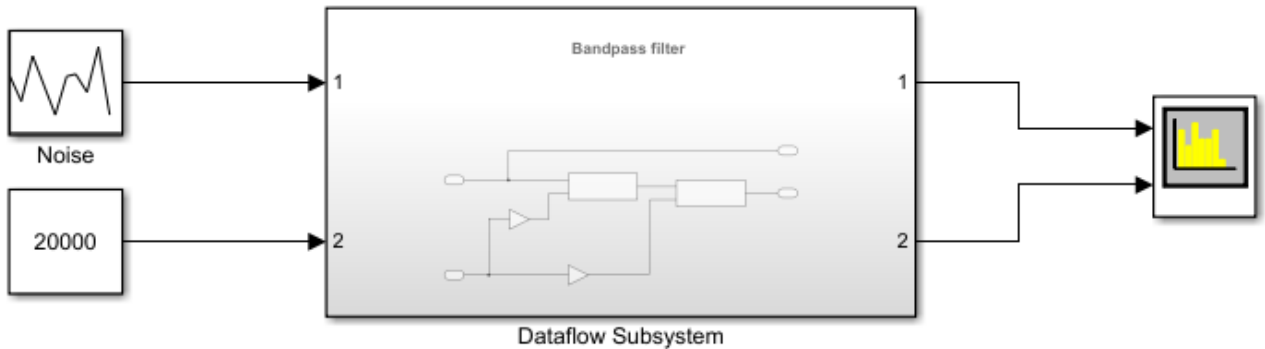 Bandpass filter
1
1
Noise
20000
2
2
Dataflow Subsystem